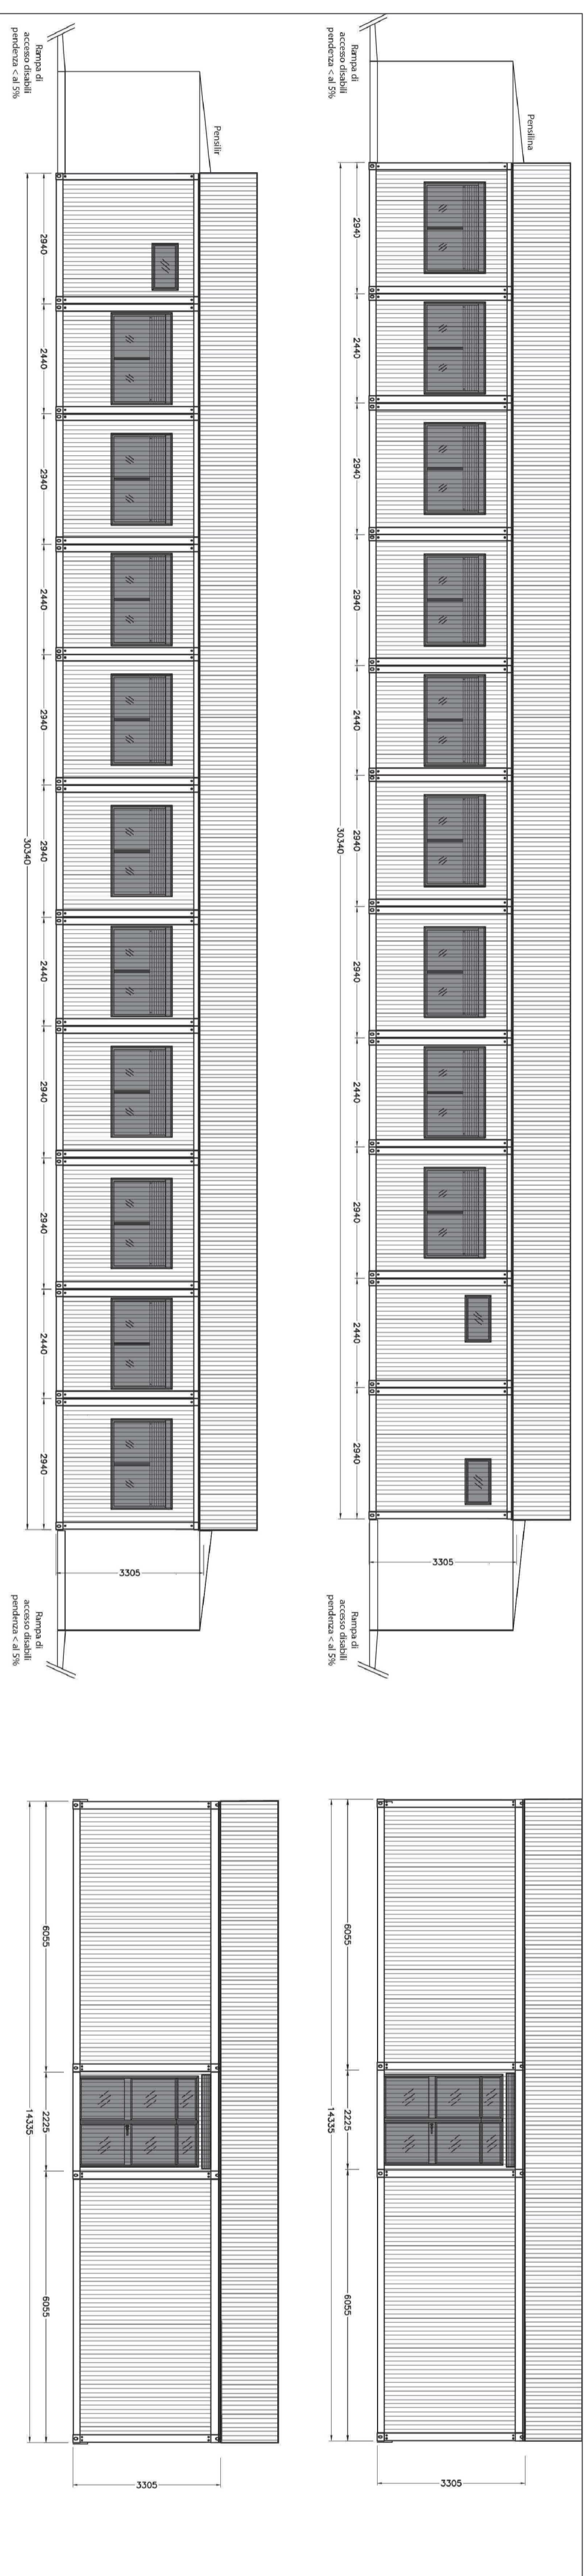 Pensilina
3305
2940 2440 2940 2940 2440 2940 2940 2440 2940 2440 2940
30340
Rampa di
accesso disabili
pendenza < al 5%
Rampa di
accesso disabili
pendenza < al 5%
3305
6055 2225 6055
14335
Pensilir
3305
2940 2440 2940 2440 2940 2940 2440 2940 2940 2440 2940
30340
Rampa di
accesso disabili
pendenza < al 5%
Rampa di
accesso disabili
pendenza < al 5%
3305
6055 2225 6055
14335